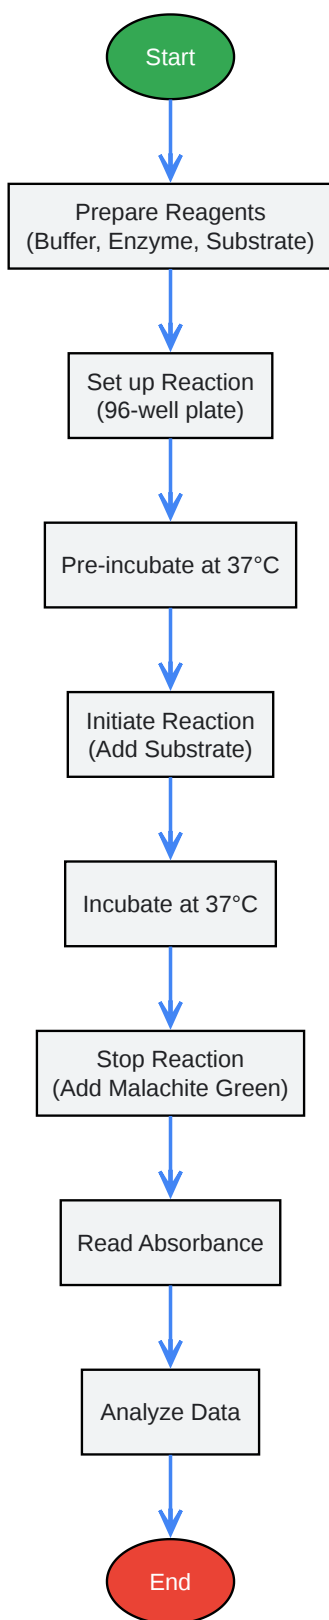 Start
Prepare Reagents
(Buffer, Enzyme, Substrate)
Set up Reaction
(96-well plate)
Pre-incubate at 37°C
Initiate Reaction
(Add Substrate)
Incubate at 37°C
Stop Reaction
(Add Malachite Green)
Read Absorbance
Analyze Data
End